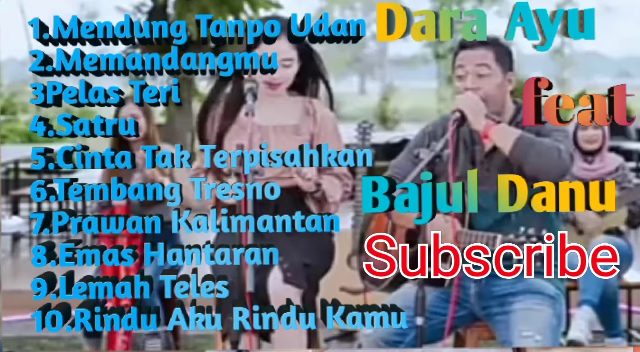 1.Mendung Tanpo Udan
2.Memandangmu
3Pelas Teri
4.Satru
5.Cinta Tak Terpisahkan
6.Tembang Tresno
7.Prawan Kalimantan
8.Emas Hantaran
9.Lemah Teles
10.Rindu Aku Rindu Kamu
Dara Ayu
feat
Bajul Danu
Subscribe